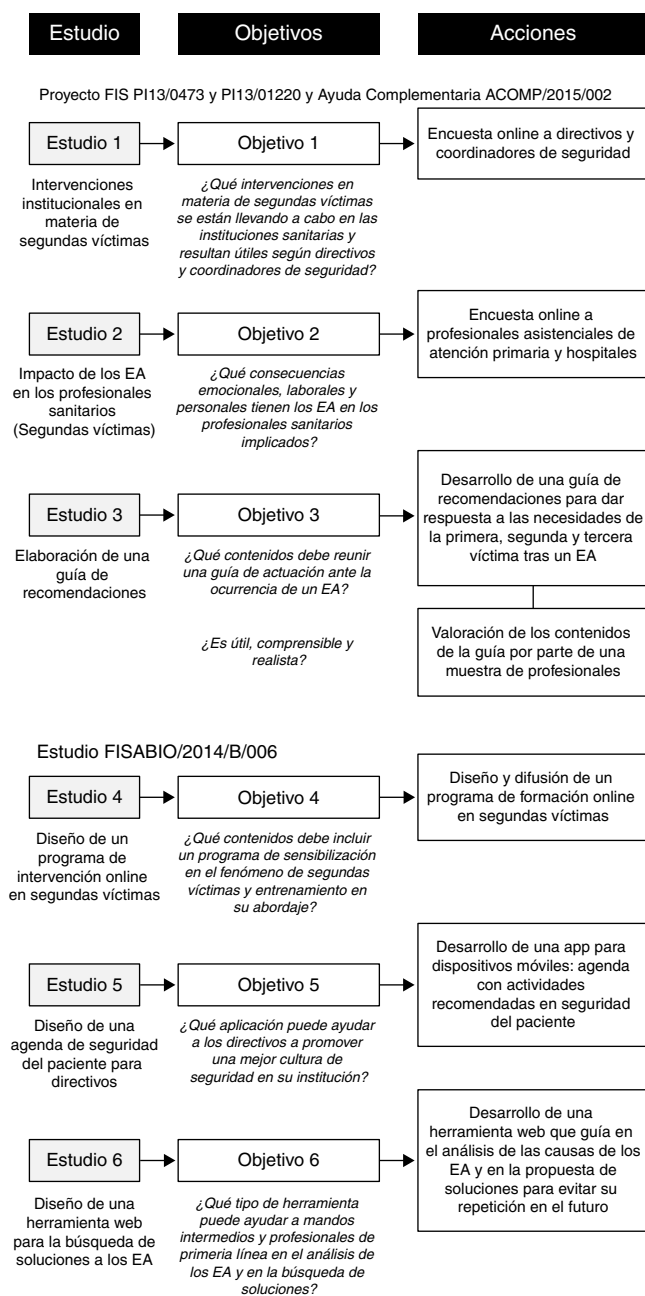 Estudio
Objetivos
Acciones
Proyecto FIS PI13/0473 y PI13/01220 y Ayuda Complementaria ACOMP/2015/002
Estudio 1
Intervenciones
institucionales en
materia de
segundas víctimas
Objetivo 1
¿Qué intervenciones en
materia de segundas víctimas
se están llevando a cabo en las
instituciones sanitarias y
resultan útiles según directivos
y coordinadores de seguridad?
Encuesta online a directivos y
coordinadores de seguridad
Estudio 2
Impacto de los EA
en los profesionales
sanitarios
(Segundas víctimas)
Objetivo 2
¿Qué consecuencias
emocionales, laborales y
personales tienen los EA en los
profesionales sanitarios
implicados?
Encuesta online a
profesionales asistenciales de
atención primaria y hospitales
Estudio 3
Elaboración de una
guía de
recomendaciones
Objetivo 3
¿Qué contenidos debe reunir
una guía de actuación ante la
ocurrencia de un EA?
¿Es útil, comprensible y
realista?
Desarrollo de una guía de
recomendaciones para dar
respuesta a las necesidades de
la primera, segunda y tercera
víctima tras un EA
Valoración de los contenidos
de la guía por parte de una
muestra de profesionales
Estudio FISABIO/2014/B/006
Estudio 4
Diseño de un
programa de
intervención online
en segundas víctimas
Objetivo 4
¿Qué contenidos debe incluir
un programa de sensibilización
en el fenómeno de segundas
víctimas y entrenamiento en
su abordaje?
Diseño y difusión de un
programa de formación online
en segundas víctimas
Estudio 5
Diseño de una
agenda de seguridad
del paciente para
directivos
Objetivo 5
¿Qué aplicación puede ayudar
a los directivos a promover
una mejor cultura de
seguridad en su institución?
Desarrollo de una app para
dispositivos móviles: agenda
con actividades
recomendadas en seguridad
del paciente
Estudio 6
Diseño de una
herramienta web
para la búsqueda de
soluciones a los EA
Objetivo 6
¿Qué tipo de herramienta
puede ayudar a mandos
intermedios y profesionales de
primeria línea en el análisis de
los EA y en la búsqueda de
soluciones?
Desarrollo de una
herramienta web que guía en
el análisis de las causas de los
EA y en la propuesta de
soluciones para evitar su
repetición en el futuro